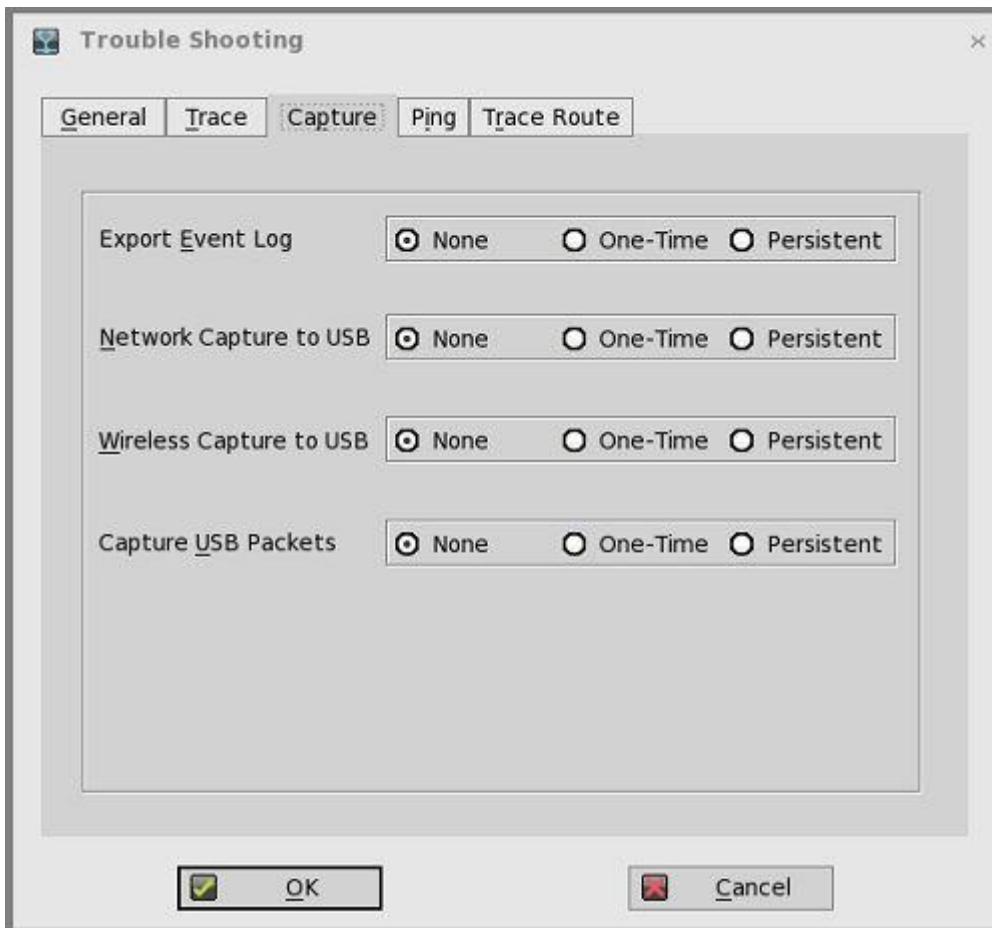 Trouble Shooting
General Trace Capture Ping Trace Route
Export Event Log None One-Time Persistent
Network Capture to USB None One-Time Persistent
Wireless Capture to USB None One-Time Persistent
Capture USB Packets None One-Time Persistent
OK Cancel